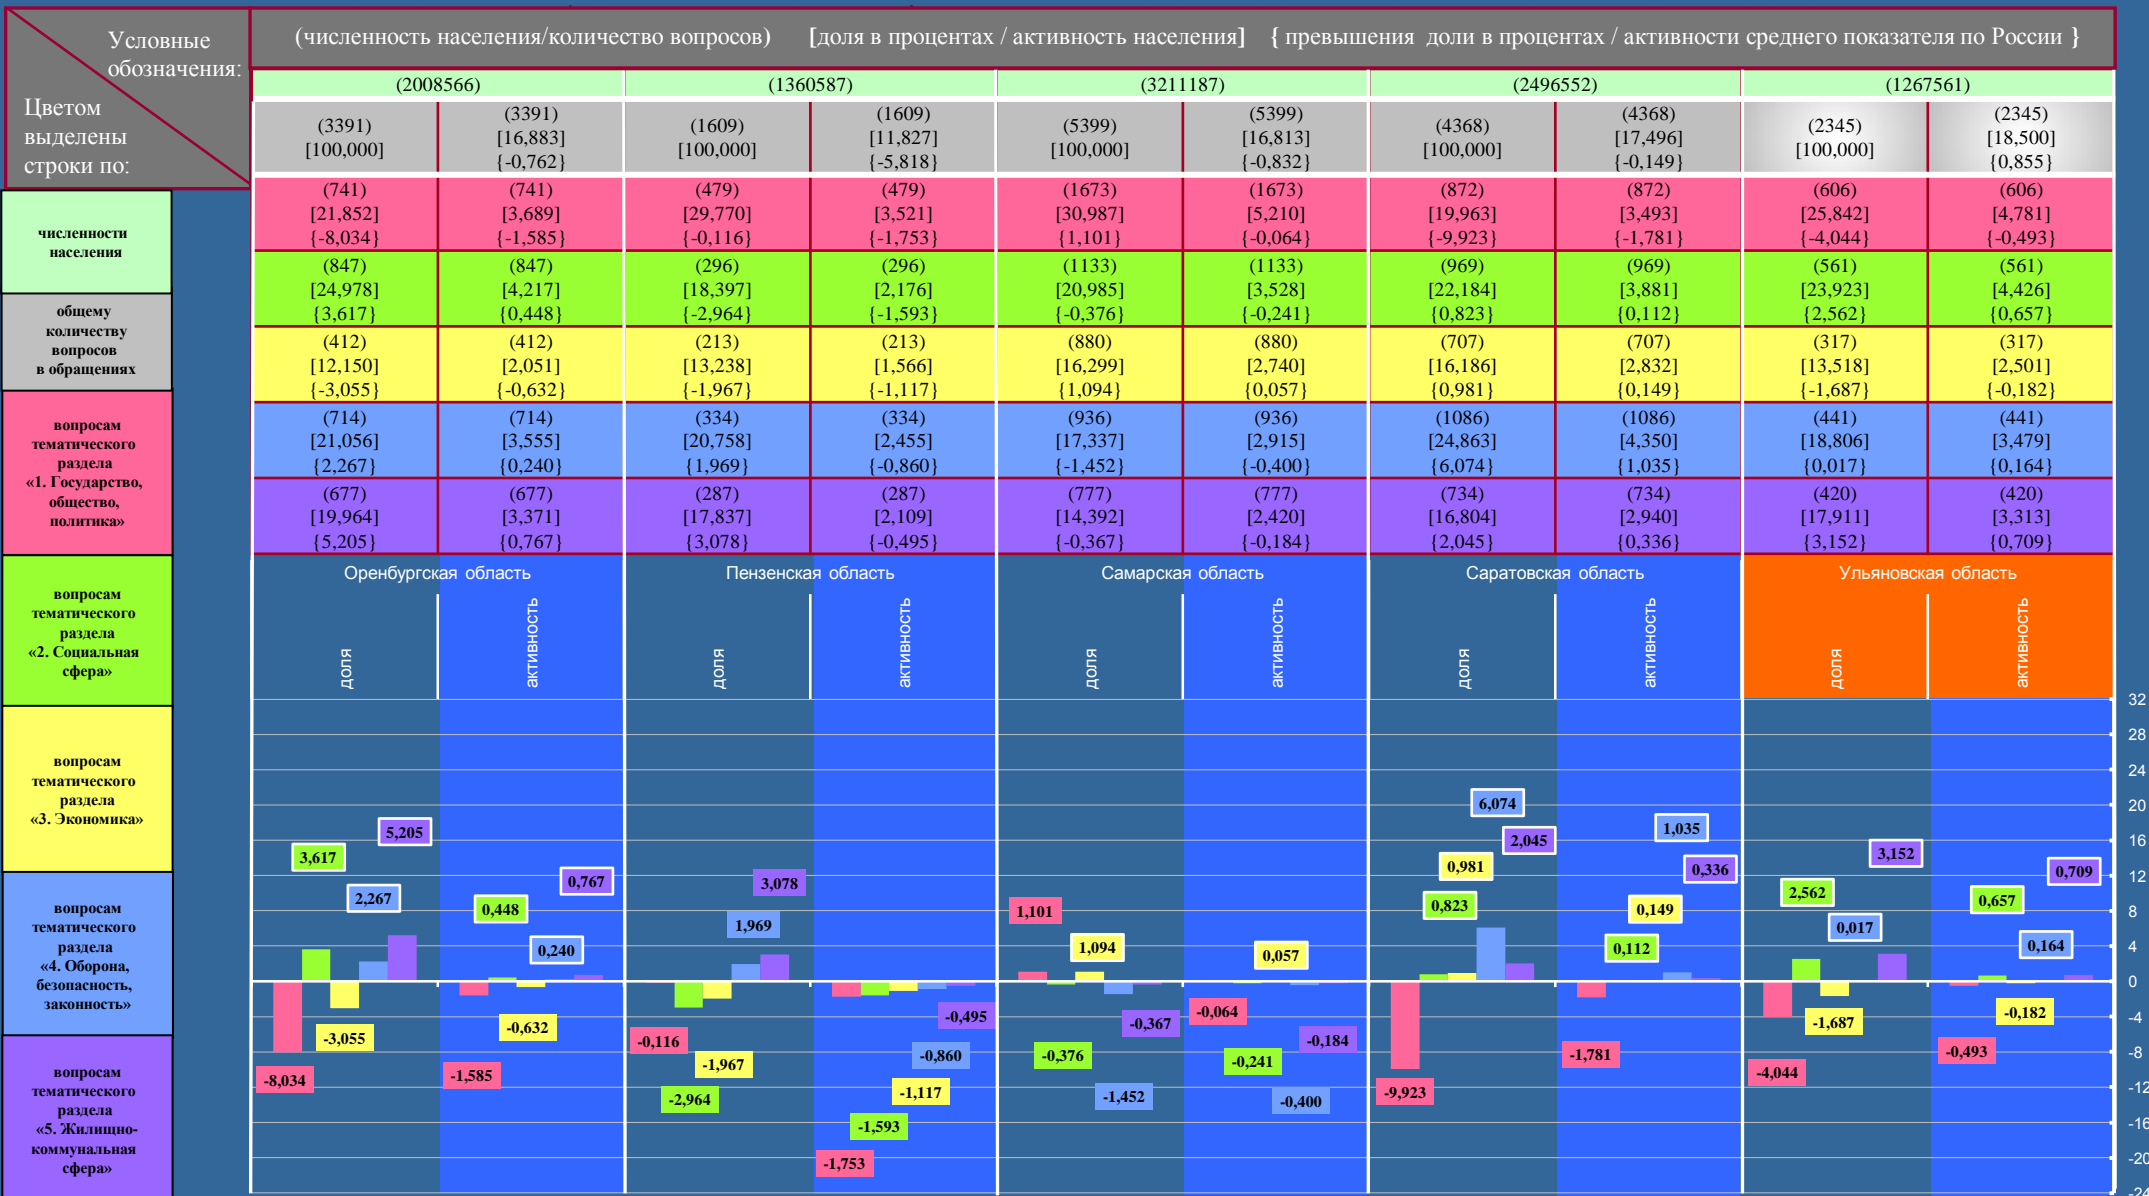 Условные
обозначения:
Цветом
выделены
строки по:
(численность населения/количество вопросов) [доля в процентах / активность населения] { превышения доли в процентах / активности среднего показателя по России }
(2008566) (1360587) (3211187) (2496552) (1267561)
(3391) (3391) (1609) (1609) (5399) (5399) (4368) (4368) (2345) (2345)
[100,000] [16,883] [100,000] [11,827] [100,000] [16,813] [100,000] [17,496] [100,000] [18,500]
{-0,762} {-5,818} {-0,832} {-0,149} {0,855}
(741) (741) (479) (479) (1673) (1673) (872) (872) (606) (606)
[21,852] [3,689] [29,770] [3,521] [30,987] [5,210] [19,963] [3,493] [25,842] [4,781]
{-8,034} {-1,585} {-0,116} {-1,753} {1,101} {-0,064} {-9,923} {-1,781} {-4,044} {-0,493}
(847) (847) (296) (296) (1133) (1133) (969) (969) (561) (561)
[24,978] [4,217] [18,397] [2,176] [20,985] [3,528] [22,184] [3,881] [23,923] [4,426]
{3,617} {0,448} {-2,964} {-1,593} {-0,376} {-0,241} {0,823} {0,112} {2,562} {0,657}
(412) (412) (213) (213) (880) (880) (707) (707) (317) (317)
[12,150] [2,051] [13,238] [1,566] [16,299] [2,740] [16,186] [2,832] [13,518] [2,501]
{-3,055} {-0,632} {-1,967} {-1,117} {1,094} {0,057} {0,981} {0,149} {-1,687} {-0,182}
(714) (714) (334) (334) (936) (936) (1086) (1086) (441) (441)
[21,056] [3,555] [20,758] [2,455] [17,337] [2,915] [24,863] [4,350] [18,806] [3,479]
{2,267} {0,240} {1,969} {-0,860} {-1,452} {-0,400} {6,074} {1,035} {0,017} {0,164}
(677) (677) (287) (287) (777) (777) (734) (734) (420) (420)
[19,964] [3,371] [17,837] [2,109] [14,392] [2,420] [16,804] [2,940] [17,911] [3,313]
{5,205} {0,767} {3,078} {-0,495} {-0,367} {-0,184} {2,045} {0,336} {3,152} {0,709}
численности
населения
общему
количеству
вопросов
в обращениях
вопросам
тематического
раздела
«1. Государство,
общество,
политика»
вопросам
тематического
раздела
«2. Социальная
сфера»
вопросам
тематического
раздела
«3. Экономика»
вопросам
тематического
раздела
«4. Оборона,
безопасность,
законность»
вопросам
тематического
раздела
«5. Жилищно-
коммунальная
сфера»
Оренбургская область Пензенская область Самарская область Саратовская область Ульяновская область
доля активность доля активность доля активность доля активность доля активность
-8,034
3,617
-3,055
2,267
5,205
-1,585
0,448
-0,632
0,240
0,767
-0,116
-2,964
-1,967
1,969
3,078
-1,753
-1,593
-1,117
-0,860
-0,495
1,101
-0,376
1,094
-1,452
-0,367
-0,064
-0,241
0,057
-0,400
-0,184
-9,923
0,823
0,981
6,074
2,045
-1,781
0,112
0,149
1,035
0,336
-4,044
2,562
-1,687
0,017
3,152
-0,493
0,657
-0,182
0,164
0,709
32
28
24
20
16
12
8
4
0
-4
-8
-12
-16
-20
-24